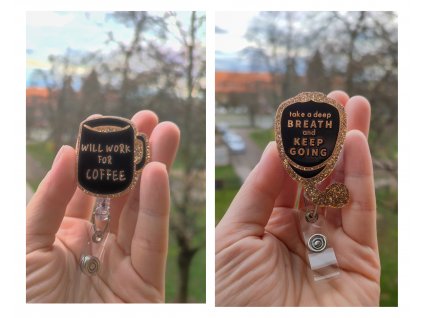 WILL WORK
FOR
COFFEE
take a deep
BREATH
and
KEEP
GOING